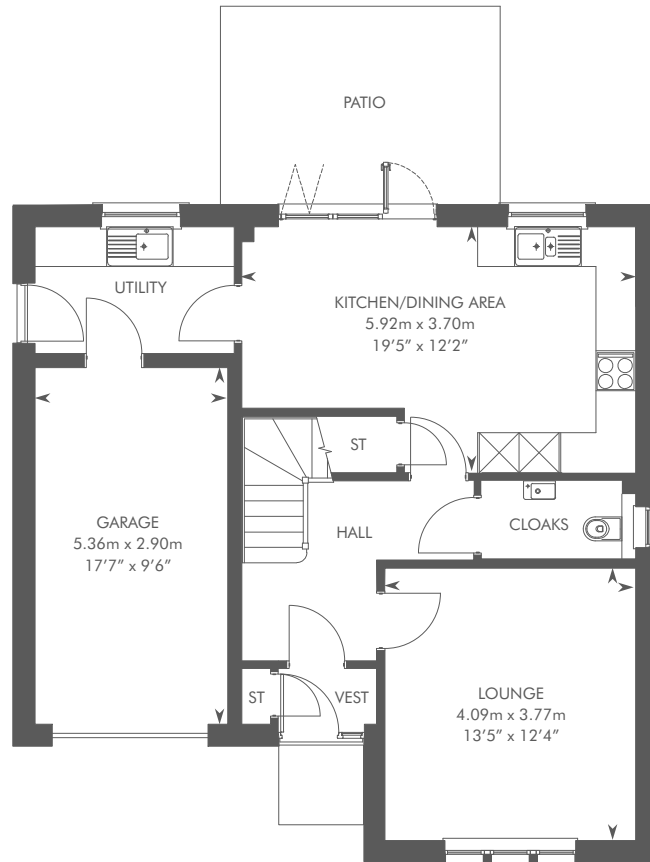 PATIO
UTILITY
KITCHEN/DINING AREA
5.92m x 3.70m
19’5” x 12’2”
ST
GARAGE
5.36m x 2.90m
17’7” x 9’6”
HALL
CLOAKS
ST
VEST
LOUNGE
4.09m x 3.77m
13’5” x 12’4”